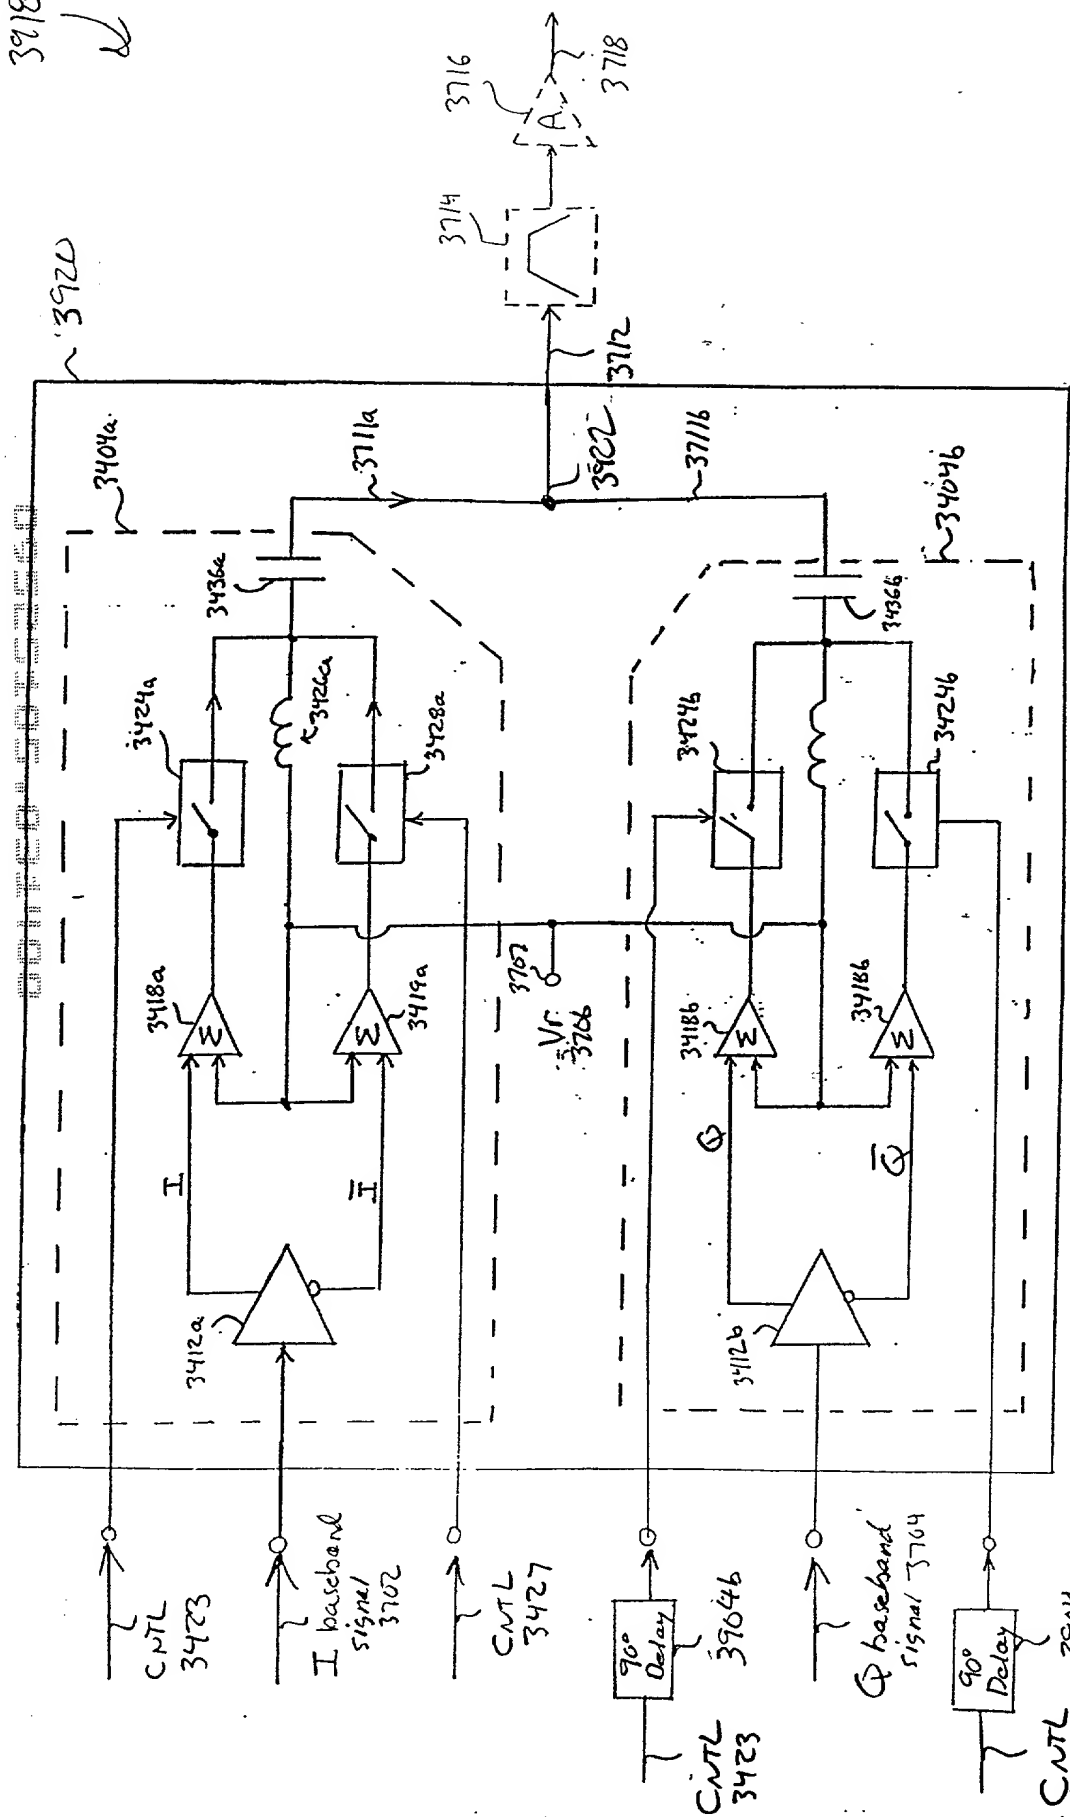 3918
3920
3404a
3716
3714
3718
A
3712
3922
3711a
3711b
3436a
3424a
3426a
3428a
3418a
3419a
Σ
Σ
I
I̅
3412a
3707
Vr
3706
3404b
3436b
3424b
3424b
3418b
3418b
Σ
Σ
Q
Q̅
3412b
CNTL
3423
I baseband
signal
3702
CNTL
3427
90°
Delay
3904b
CNTL
3423
Q baseband
signal 3704
90°
Delay
CNTL